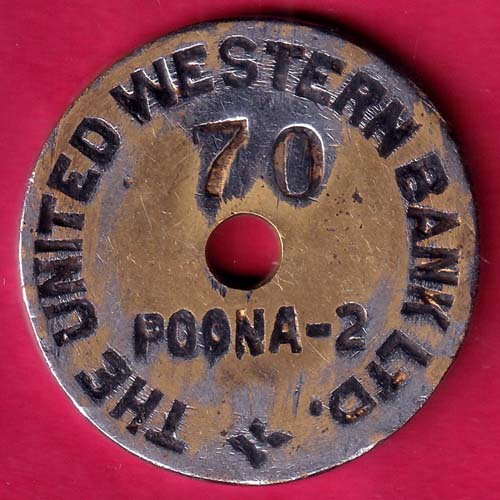 THE UNITED WESTERN BANK LTD.
70
POONA-2